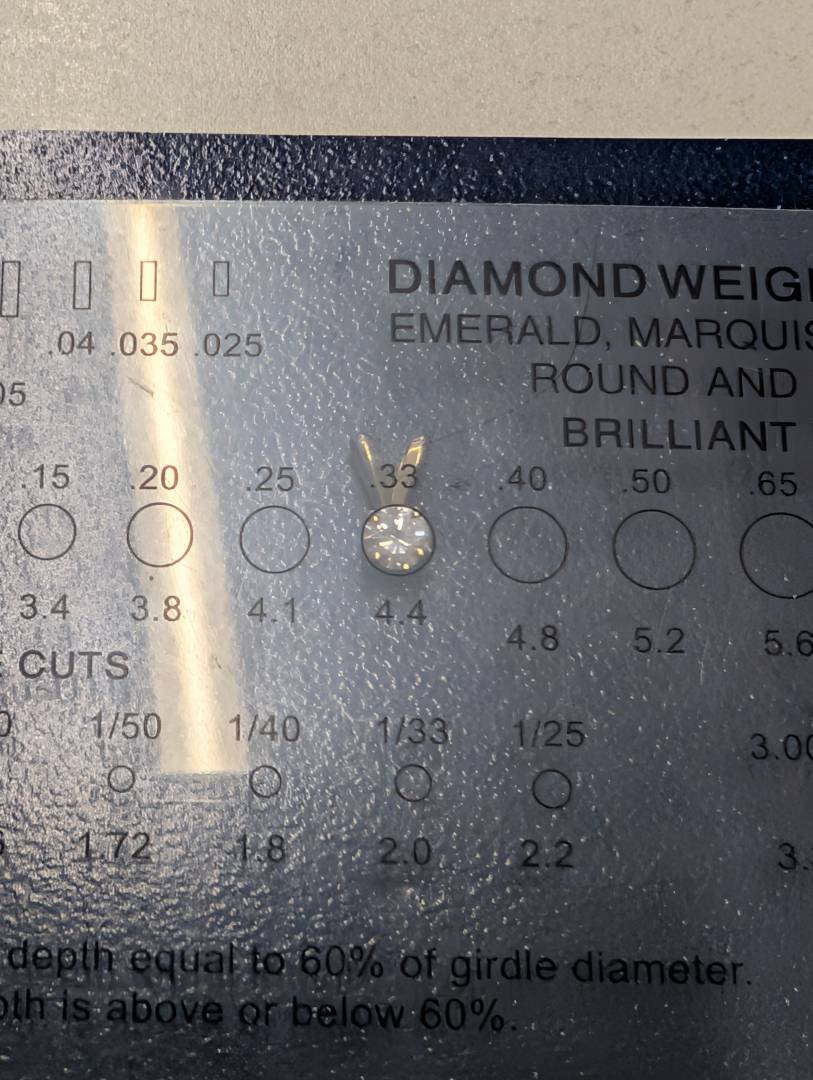 DIAMOND WEIG
EMERALD, MARQUIS
ROUND AND
BRILLIANT
.04 .035 .025
05
.15 .20 .25 .33 .40 .50 .65
3.4 3.8 4.1 4.4 4.8 5.2 5.6
CUTS
0 1/50 1/40 1/33 1/25
1.72 1.8 2.0 2.2
3.00
3.
depth equal to 60% of girdle diameter.
th is above or below 60%.